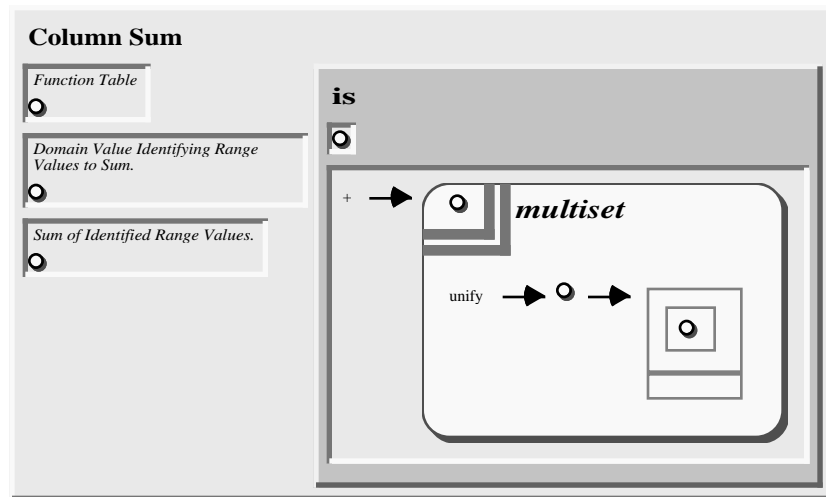 Column Sum
Function Table
Domain Value Identifying Range
Values to Sum.
Sum of Identified Range Values.
is
+
multiset
unify